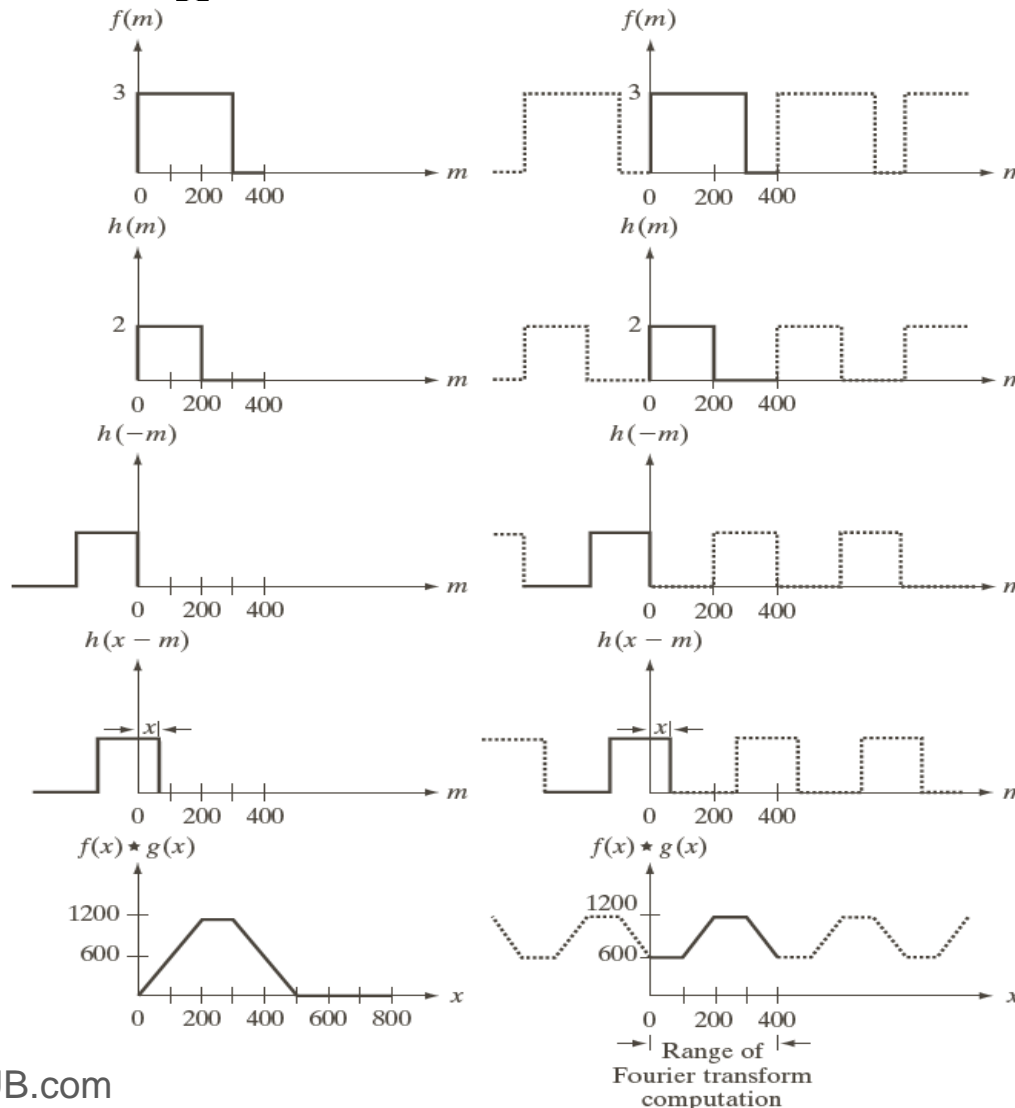 f(m)
3
0 200 400
m
h(m)
2
0 200 400
m
h(−m)
0 200 400
m
h(x − m)
x
0 200 400
m
f(x) ★ g(x)
1200
600
0 200 400 600 800
x
f(m)
3
0 200 400
h(m)
2
0 200 400
h(−m)
0 200 400
h(x − m)
x
0 200 400
f(x) ★ g(x)
1200
600
0 200 400
x
Range of
Fourier transform
computation
B.com